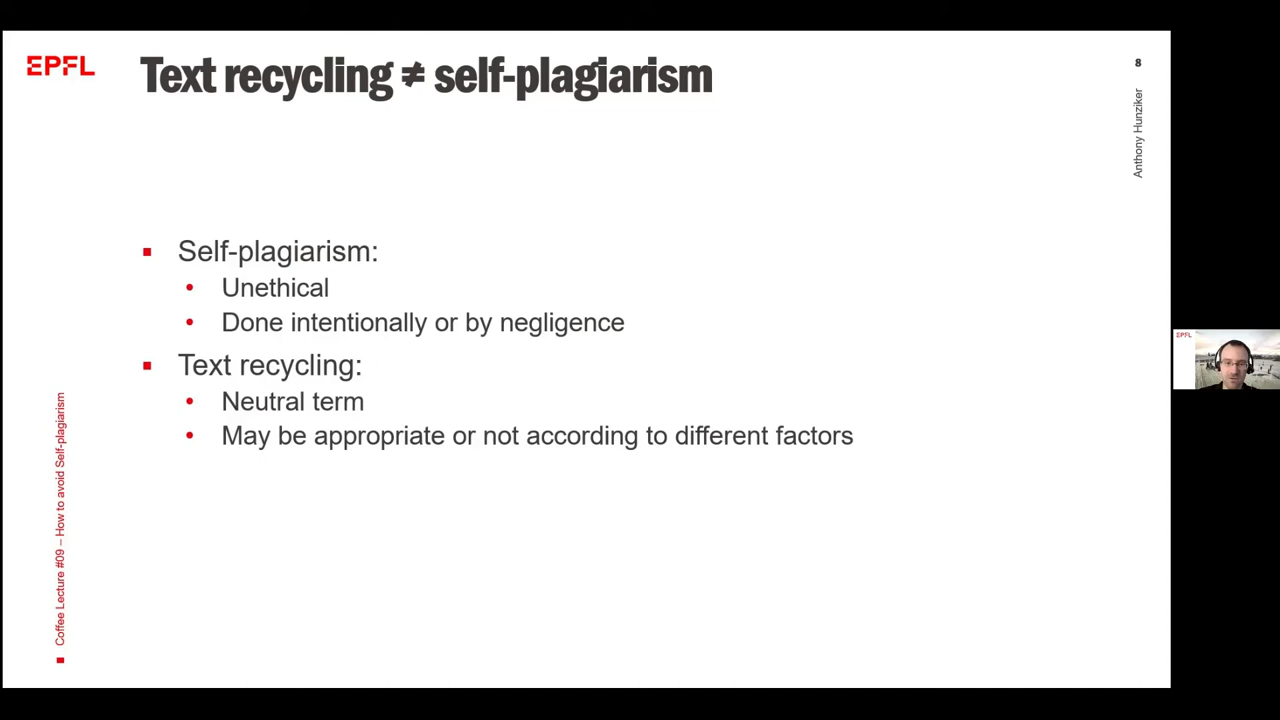 EPFL
Text recycling ≠ self-plagiarism
8
Anthony Hunziker
▪ Self-plagiarism:
• Unethical
• Done intentionally or by negligence
▪ Text recycling:
• Neutral term
• May be appropriate or not according to different factors
Coffee Lecture #09 – How to avoid Self-plagiarism
EPFL